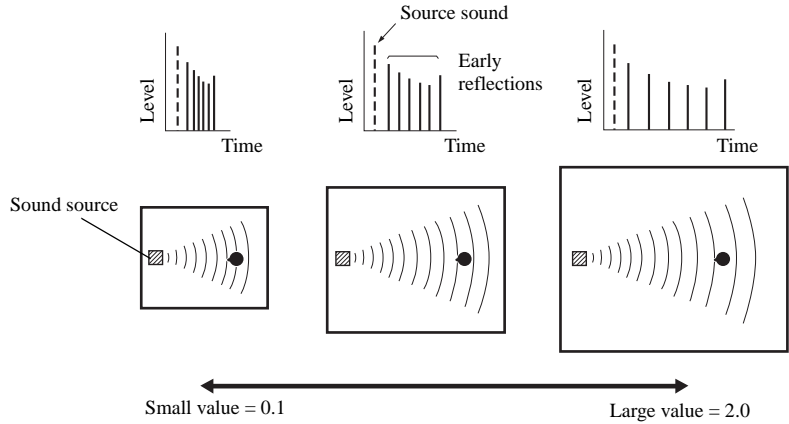 Source sound
Level
Time
Level
Early
reflections
Time
Level
Time
Sound source
Small value = 0.1
Large value = 2.0